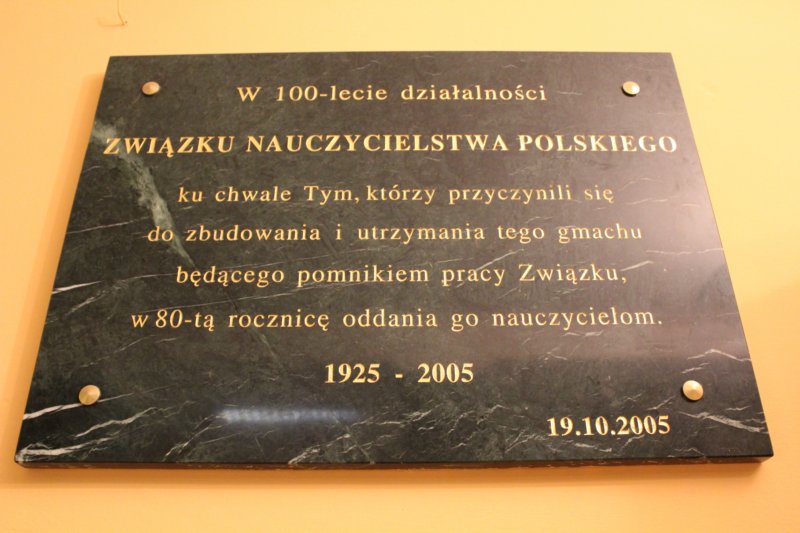 W 100-lecie działalności
ZWIĄZKU NAUCZYCIELSTWA POLSKIEGO
ku chwale Tym, którzy przyczynili się
do zbudowania i utrzymania tego gmachu
będącego pomnikiem pracy Związku,
w 80-tą rocznicę oddania go nauczycielom.
1925 - 2005
19.10.2005